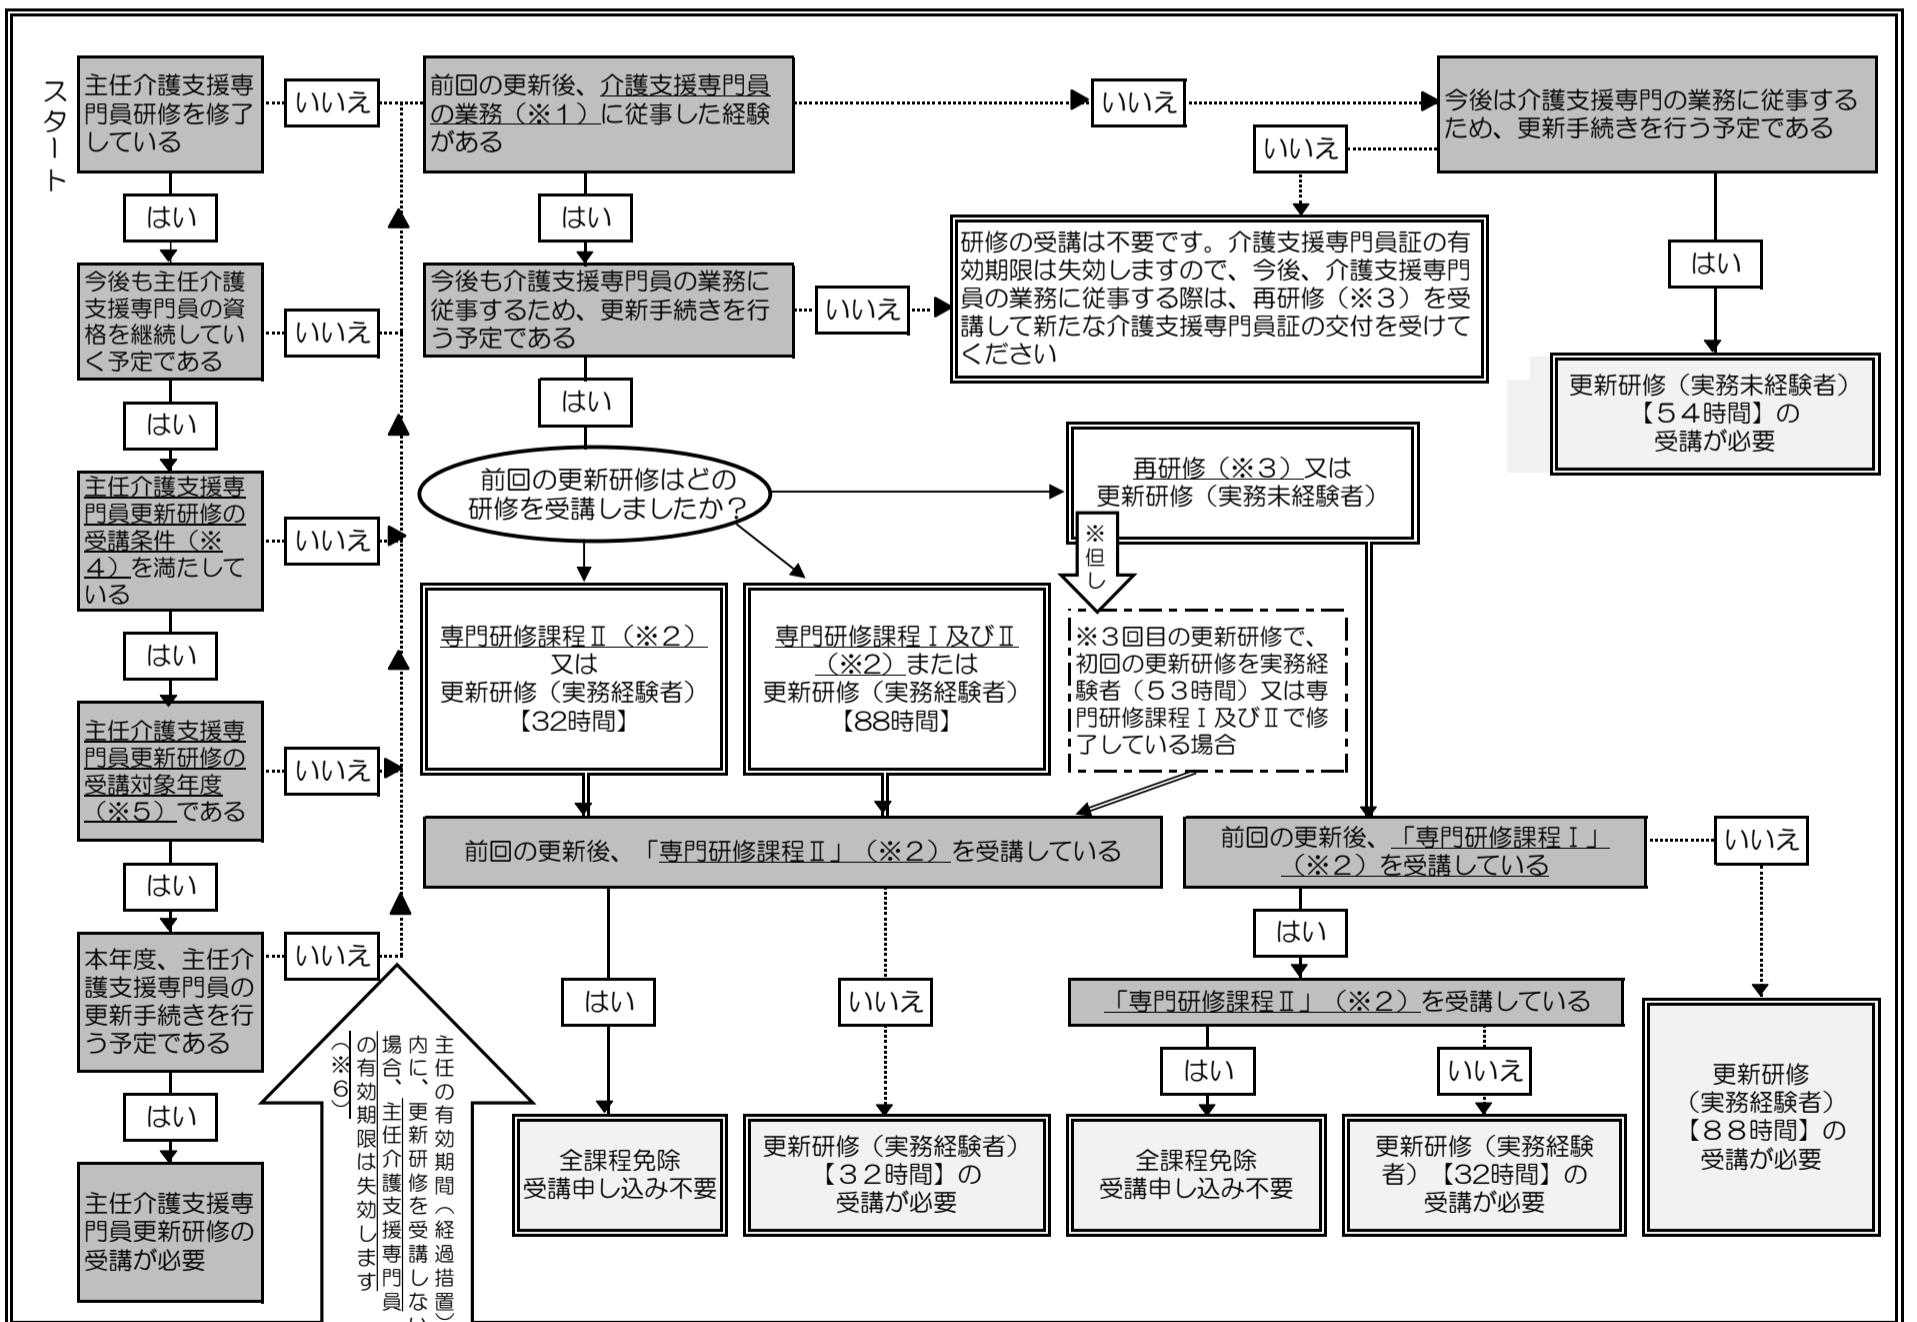 スタート
主任介護支援専
門員研修を修了
している
いいえ
はい
今後も主任介護
支援専門員の資
格を継続してい
く予定である
いいえ
はい
主任介護支援専
門員更新研修の
受講条件（※
４）を満たして
いる
いいえ
はい
主任介護支援専
門員更新研修の
受講対象年度
（※５）である
いいえ
はい
本年度、主任介
護支援専門員の
更新手続きを行
う予定である
いいえ
はい
主任介護支援専
門員更新研修の
受講が必要
主任の有効期間（経過措置）
内に、更新研修を受講しない
場合、主任介護支援専門員
の有効期限は失効します
（※６）
前回の更新後、介護支援専門員
の業務（※１）に従事した経験
がある
いいえ
はい
今後は介護支援専門の業務に従事する
ため、更新手続きを行う予定である
いいえ
はい
今後も介護支援専門員の業務に
従事するため、更新手続きを行
う予定である
いいえ
はい
研修の受講は不要です。介護支援専門員証の有
効期限は失効しますので、今後、介護支援専門
員の業務に従事する際は、再研修（※３）を受
講して新たな介護支援専門員証の交付を受けて
ください
更新研修（実務未経験者）
【５４時間】の
受講が必要
前回の更新研修はどの
研修を受講しましたか？
再研修（※３）又は
更新研修（実務未経験者）
※但し
専門研修課程Ⅱ（※２）
又は
更新研修（実務経験者）
【32時間】
専門研修課程Ⅰ及びⅡ
（※2）または
更新研修（実務経験者）
【88時間】
※３回目の更新研修で、
初回の更新研修を実務経
験者（５３時間）又は専
門研修課程Ⅰ及びⅡで修
了している場合
前回の更新後、「専門研修課程Ⅱ」（※２）を受講している
はい
いいえ
前回の更新後、「専門研修課程Ⅰ」
（※２）を受講している
いいえ
はい
「専門研修課程Ⅱ」（※２）を受講している
はい
いいえ
全課程免除
受講申し込み不要
更新研修（実務経験者）
【３２時間】の
受講が必要
全課程免除
受講申し込み不要
更新研修（実務経験
者）【32時間】の
受講が必要
更新研修
（実務経験者）
【８８時間】の
受講が必要